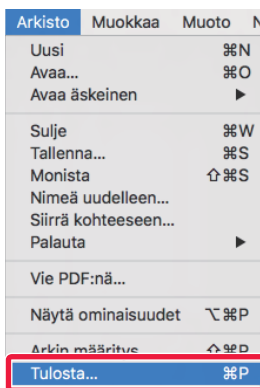 Arkisto Muokkaa Muoto
Uusi ⌘N
Avaa... ⌘O
Avaa äskeinen ▶
Sulje ⌘W
Tallenna... ⌘S
Monista ⇧⌘S
Nimeä uudelleen...
Siirrä kohteeseen...
Palauta ▶
Vie PDF:nä...
Näytä ominaisuudet ⌥⌘P
Arkin määritys ⇧⌘P
Tulosta... ⌘P